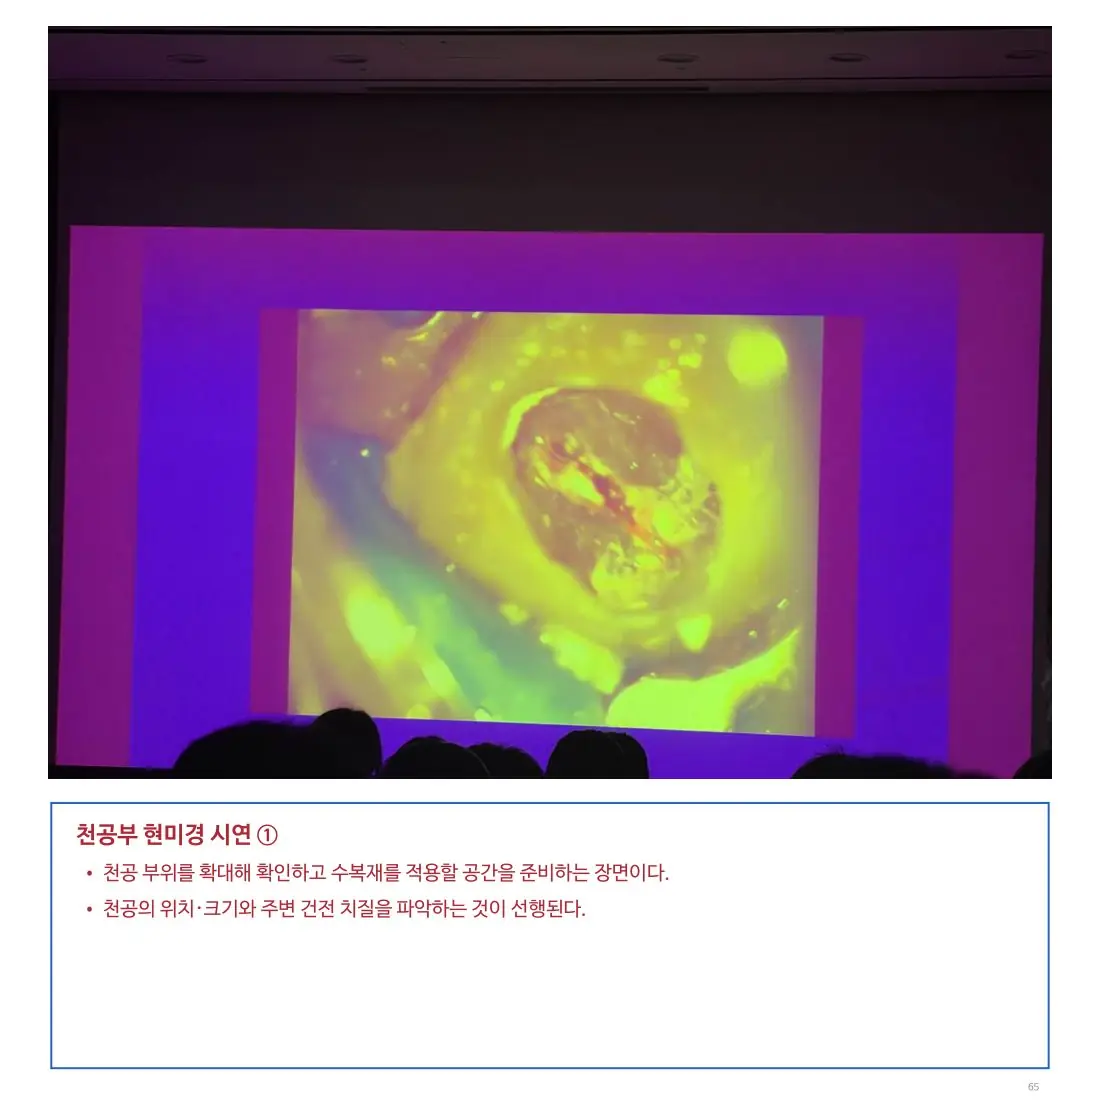 천공부 현미경 시연 ①
• 천공 부위를 확대해 확인하고 수복재를 적용할 공간을 준비하는 장면이다.
• 천공의 위치·크기와 주변 건전 치질을 파악하는 것이 선행된다.
65